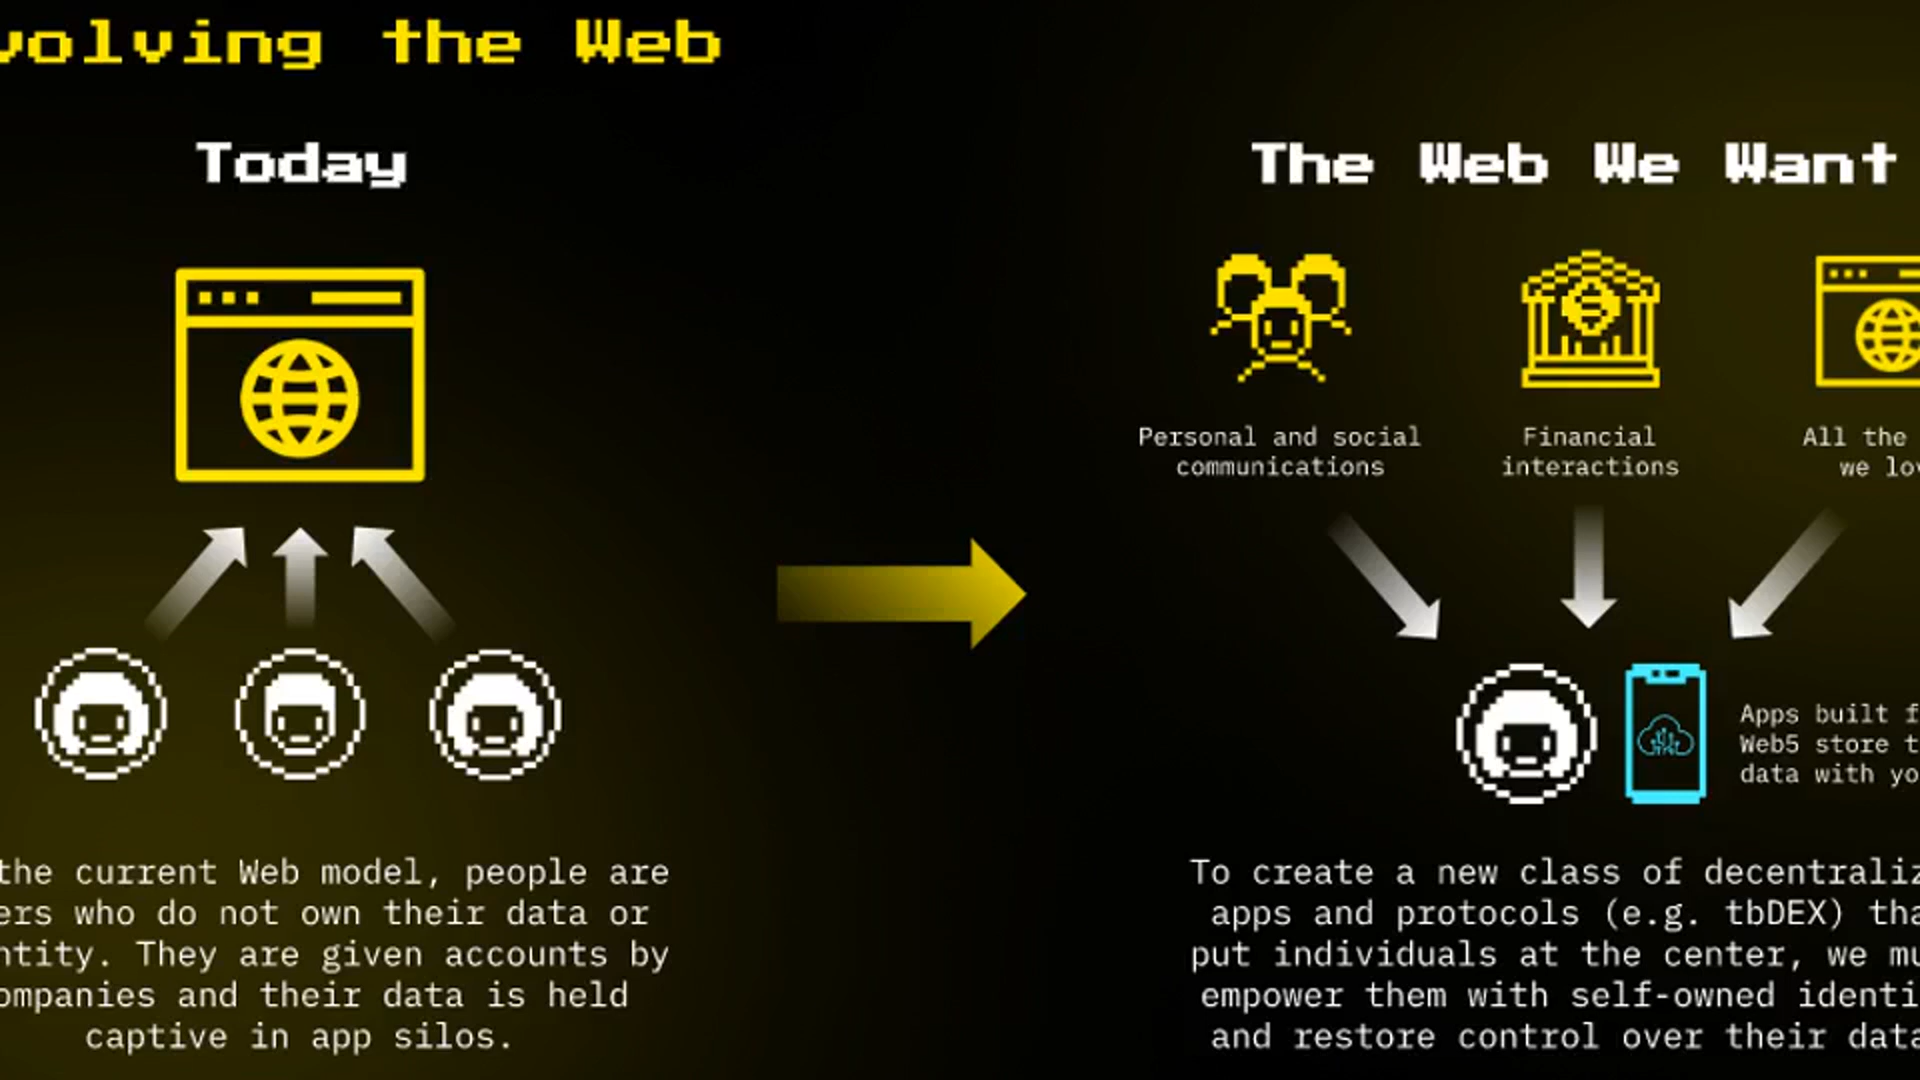 volving the Web
Today
The Web We Want
Personal and social
communications
Financial
interactions
All the
we lov
Apps built f
Web5 store t
data with yo
the current Web model, people are
ers who do not own their data or
ntity. They are given accounts by
ompanies and their data is held
captive in app silos.
To create a new class of decentraliz
apps and protocols (e.g. tbDEX) tha
put individuals at the center, we mu
empower them with self-owned identi
and restore control over their data